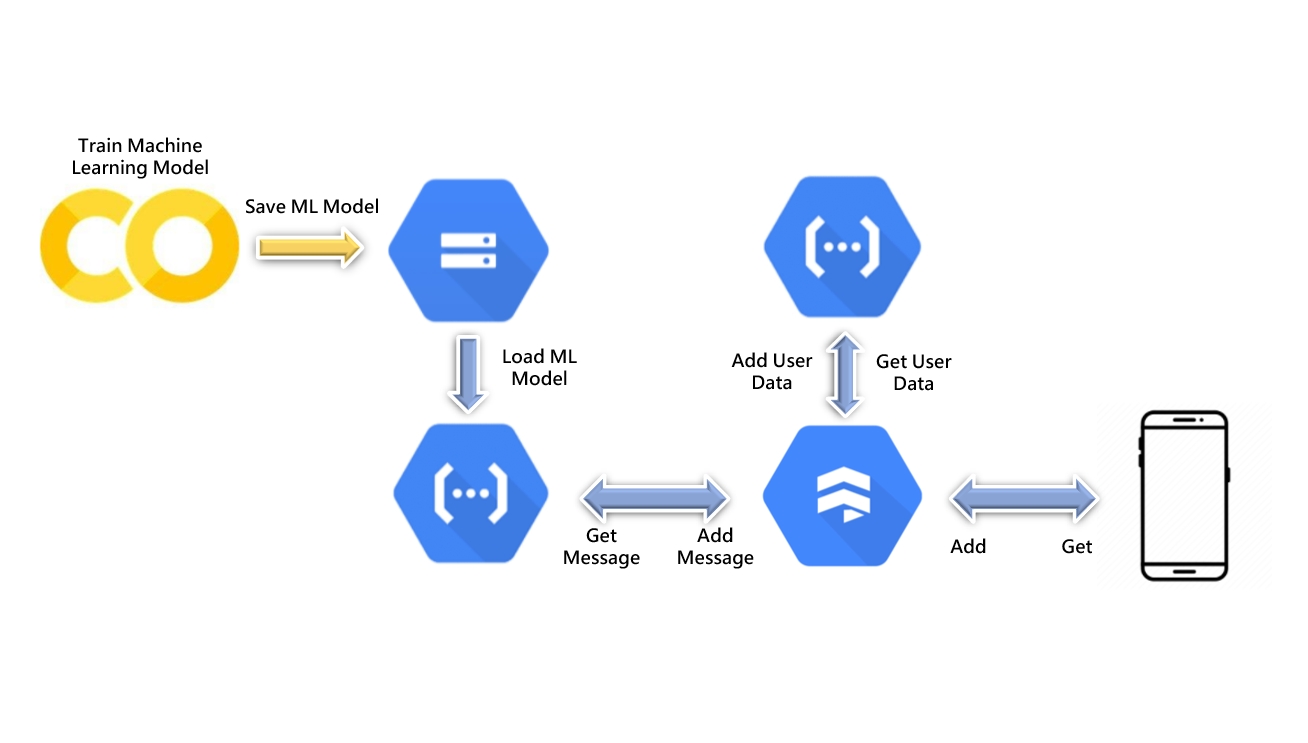 Train Machine
Learning Model
Save ML Model
Load ML
Model
Add User
Data
Get User
Data
Get
Message
Add
Message
Add
Get